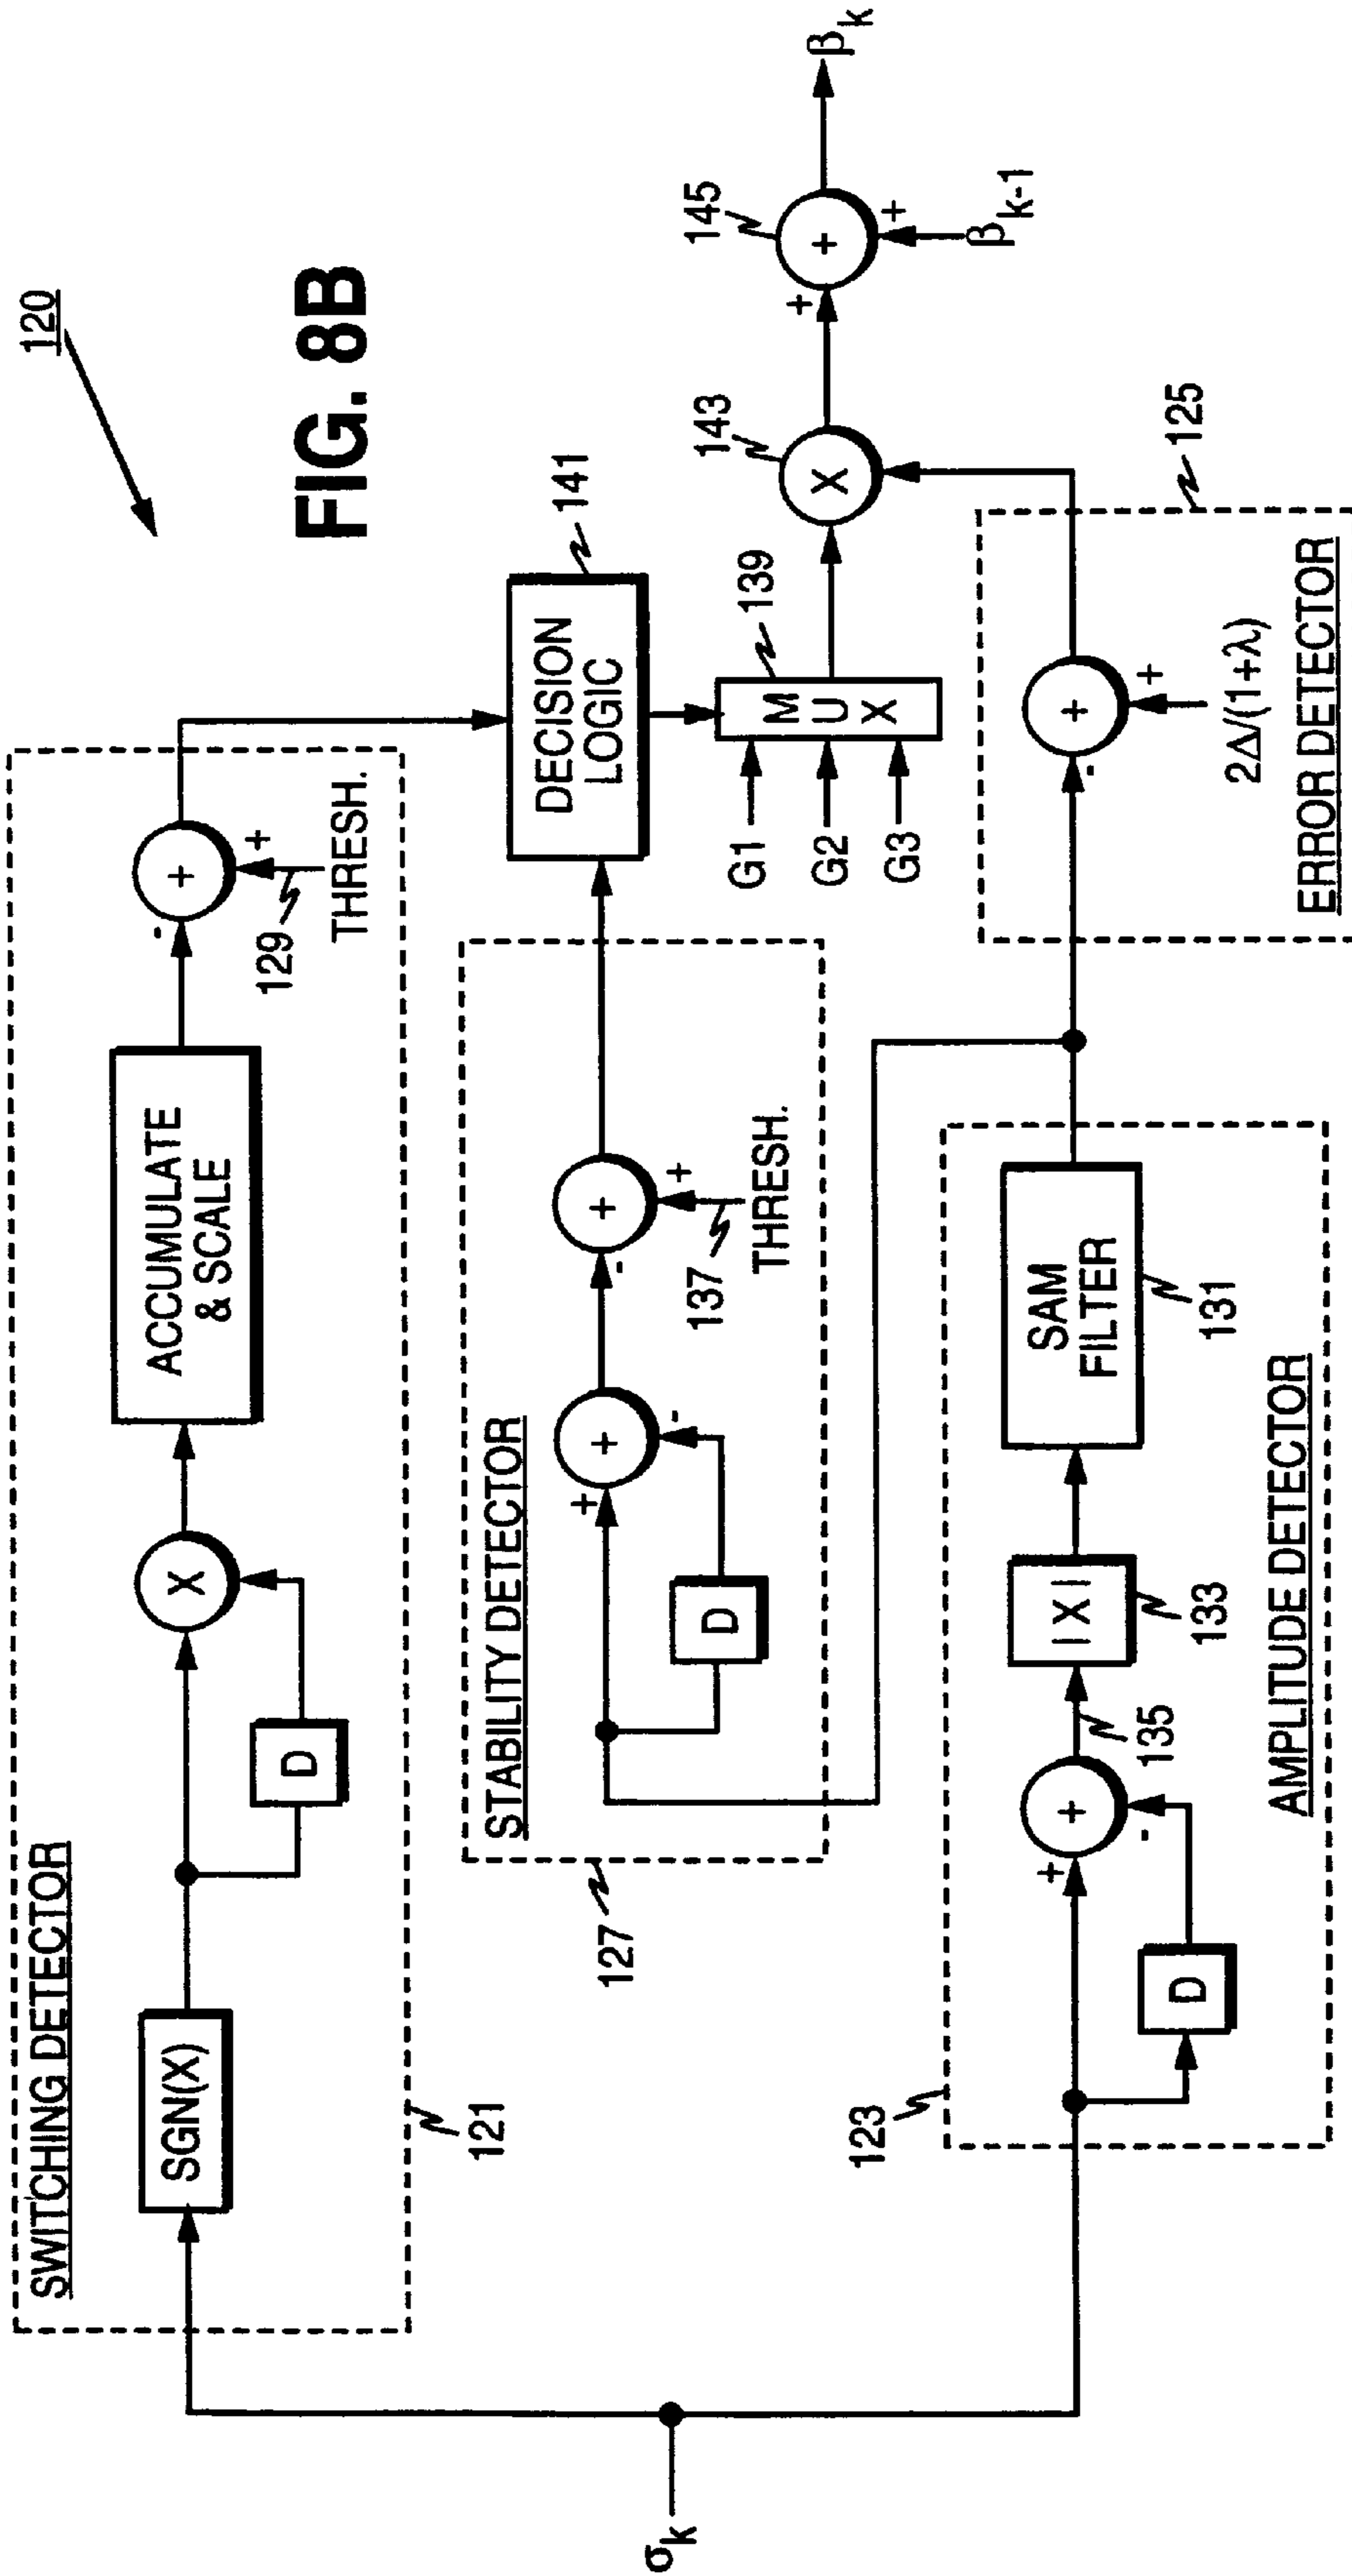 120
FIG. 8B
SWITCHING DETECTOR
SGN(X)
D
X
ACCUMULATE
& SCALE
-
+
+
129
THRESH.
121
STABILITY DETECTOR
+
+
-
D
-
+
+
137
THRESH.
127
DECISION
LOGIC
141
M
U
X
139
G1
G2
G3
X
143
+
+
+
145
βk
βk-1
σk
123
+
+
-
D
135
|X|
133
SAM
FILTER
131
AMPLITUDE DETECTOR
-
+
+
2Δ/(1+λ)
ERROR DETECTOR
125